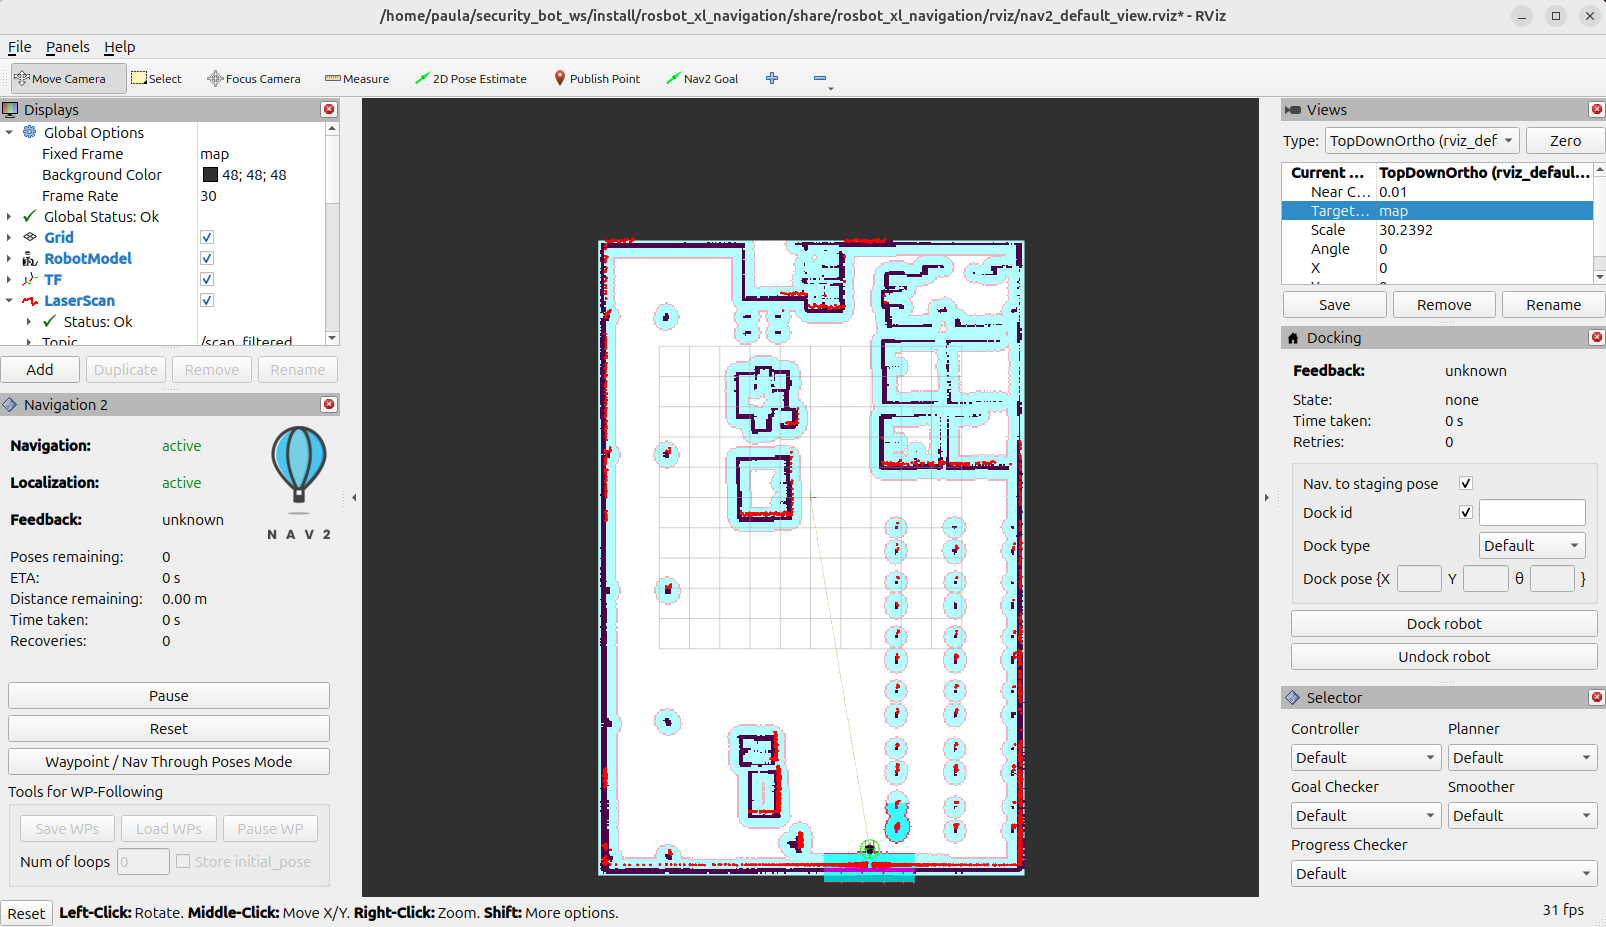 /home/paula/security_bot_ws/install/rosbot_xl_navigation/share/rosbot_xl_navigation/rviz/nav2_default_view.rviz* - RViz
File Panels Help
Move Camera Select Focus Camera Measure 2D Pose Estimate Publish Point Nav2 Goal
Displays
Global Options
Fixed Frame map
Background Color 48; 48; 48
Frame Rate 30
Global Status: Ok
Grid
RobotModel
TF
LaserScan
Status: Ok
Topic /scan_filtered
Add Duplicate Remove Rename
Navigation 2
Navigation: active
Localization: active
Feedback: unknown
NAV2
Poses remaining: 0
ETA: 0 s
Distance remaining: 0.00 m
Time taken: 0 s
Recoveries: 0
Pause
Reset
Waypoint / Nav Through Poses Mode
Tools for WP-Following
Save WPs Load WPs Pause WP
Num of loops 0 Store initial_pose
Views
Type: TopDownOrtho (rviz_def Zero
Current ... TopDownOrtho (rviz_defaul...
Near C... 0.01
Target... map
Scale 30.2392
Angle 0
X 0
Save Remove Rename
Docking
Feedback: unknown
State: none
Time taken: 0 s
Retries: 0
Nav. to staging pose
Dock id
Dock type Default
Dock pose {X Y θ }
Dock robot
Undock robot
Selector
Controller Planner
Default Default
Goal Checker Smoother
Default Default
Progress Checker
Default
Reset Left-Click: Rotate. Middle-Click: Move X/Y. Right-Click: Zoom. Shift: More options. 31 fps